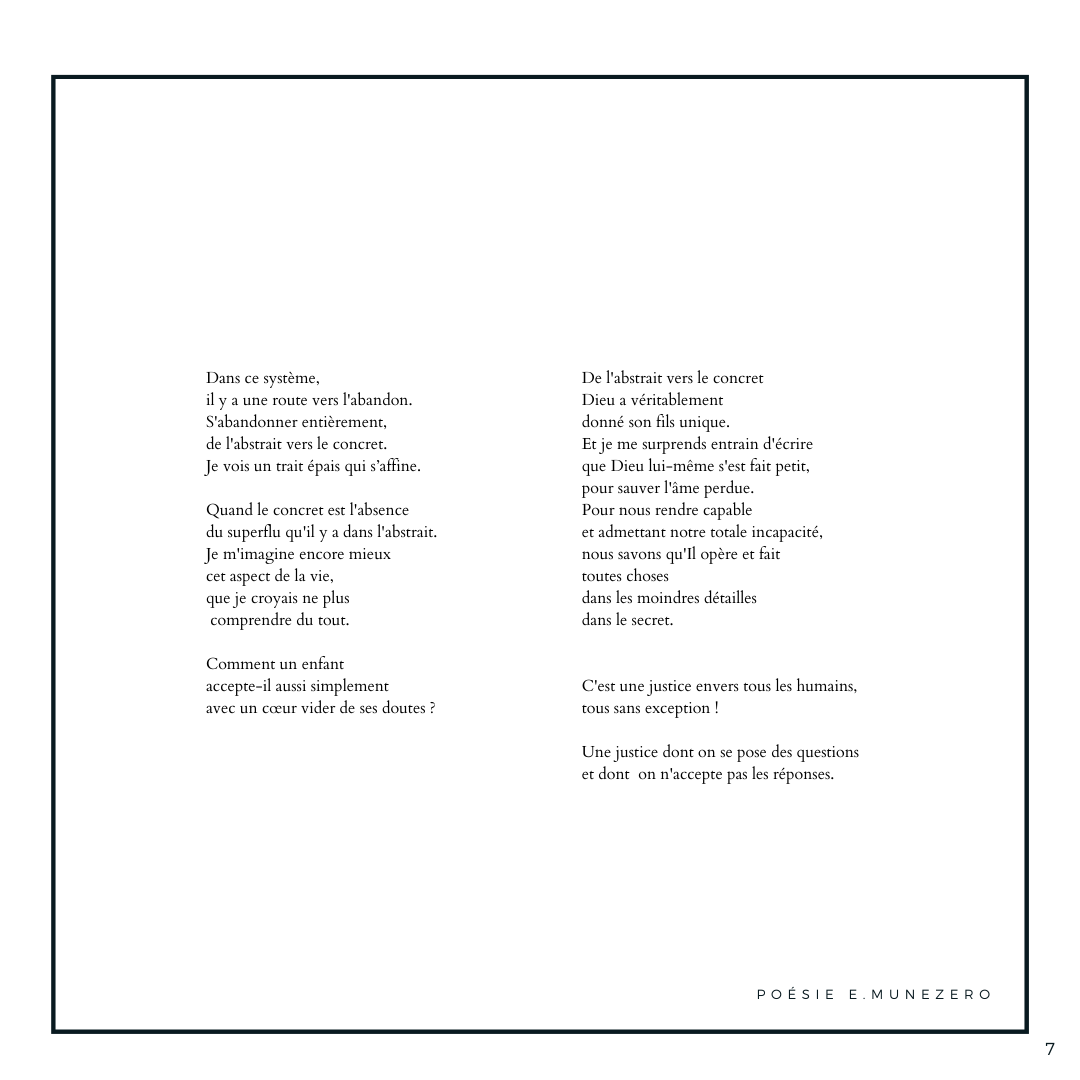 Dans ce système,
il y a une route vers l'abandon.
S'abandonner entièrement,
de l'abstrait vers le concret.
Je vois un trait épais qui s’affine.

Quand le concret est l'absence
du superflu qu'il y a dans l'abstrait.
Je m'imagine encore mieux
cet aspect de la vie,
que je croyais ne plus
comprendre du tout.

Comment un enfant
accepte-il aussi simplement
avec un cœur vider de ses doutes ?

De l'abstrait vers le concret
Dieu a véritablement
donné son fils unique.
Et je me surprends entrain d'écrire
que Dieu lui-même s'est fait petit,
pour sauver l'âme perdue.
Pour nous rendre capable
et admettant notre totale incapacité,
nous savons qu'Il opère et fait
toutes choses
dans les moindres détailles
dans le secret.

C'est une justice envers tous les humains,
tous sans exception !

Une justice dont on se pose des questions
et dont  on n'accepte pas les réponses.

POÉSIE E.MUNEZERO
7